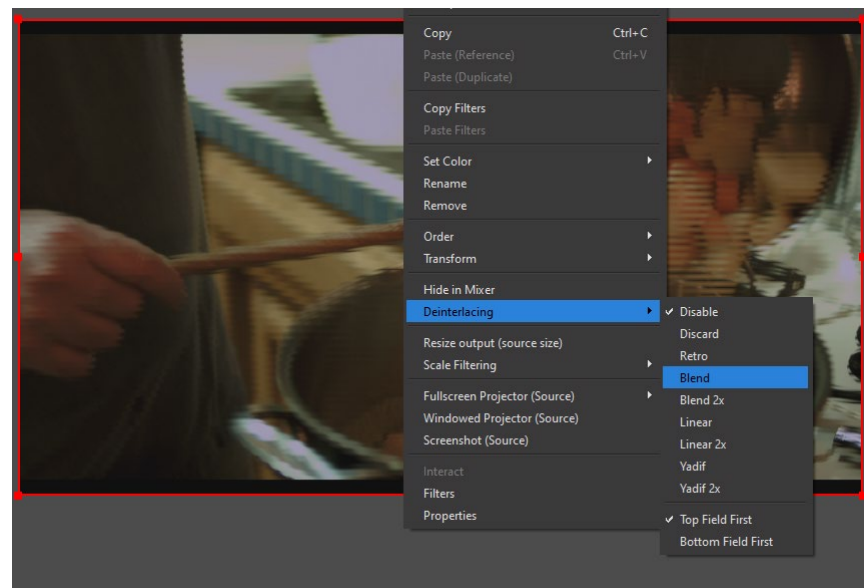 Copy Ctrl+C
Paste (Reference) Ctrl+V
Paste (Duplicate)
Copy Filters
Paste Filters
Set Color
Rename
Remove
Order
Transform
Hide in Mixer
Deinterlacing
Resize output (source size)
Scale Filtering
Fullscreen Projector (Source)
Windowed Projector (Source)
Screenshot (Source)
Interact
Filters
Properties
Disable
Discard
Retro
Blend
Blend 2x
Linear
Linear 2x
Yadif
Yadif 2x
Top Field First
Bottom Field First